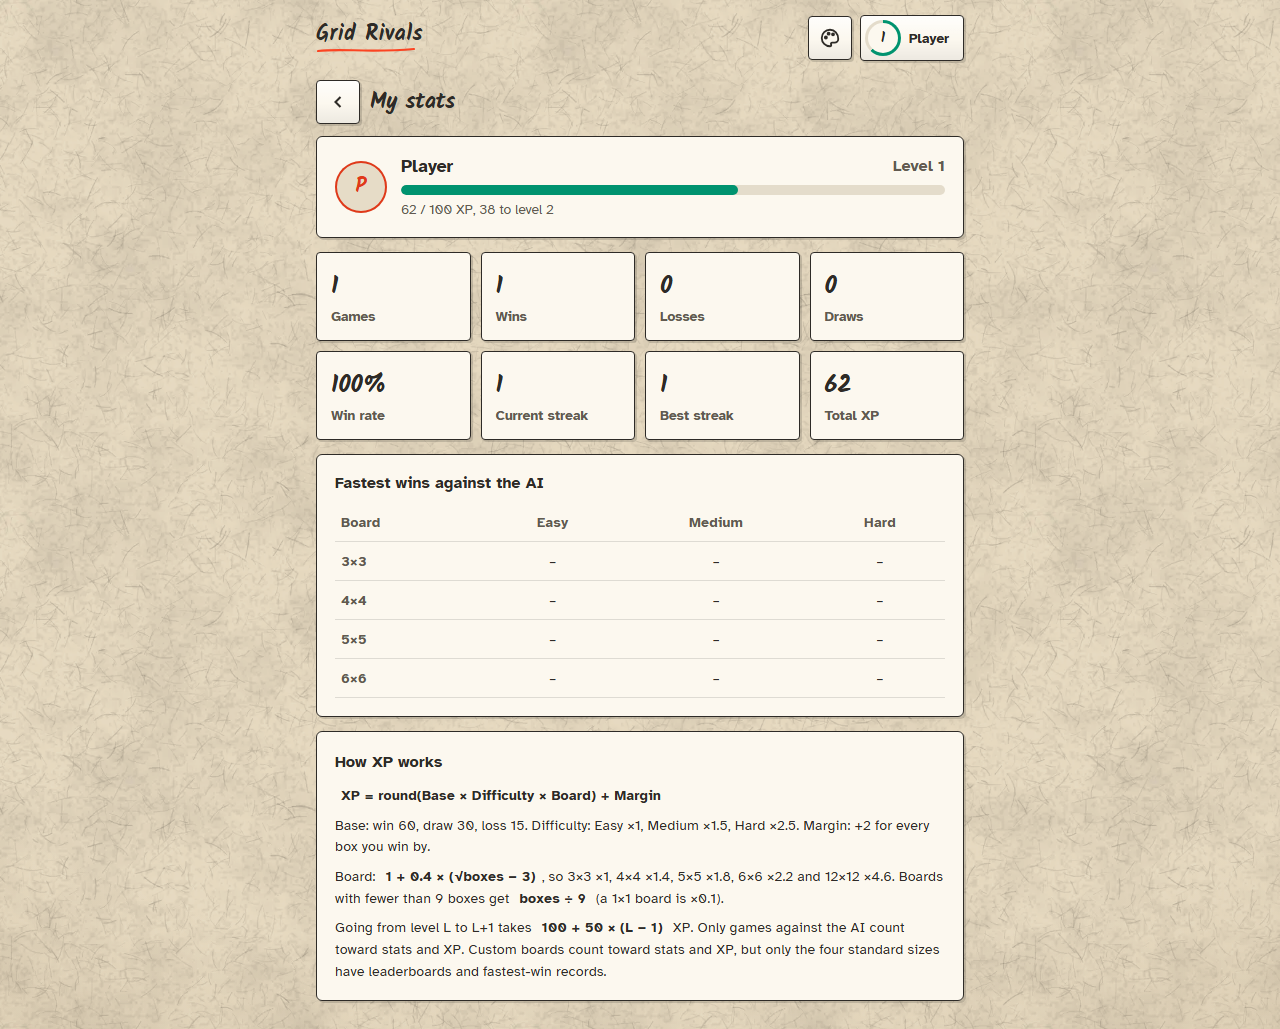 Grid Rivals
1 Player
My stats
P
Player Level 1
62 / 100 XP, 38 to level 2
1 1 0 0
Games Wins Losses Draws
100% 1 1 62
Win rate Current streak Best streak Total XP
Fastest wins against the AI
Board Easy Medium Hard
3×3 – – –
4×4 – – –
5×5 – – –
6×6 – – –
How XP works
XP = round(Base × Difficulty × Board) + Margin
Base: win 60, draw 30, loss 15. Difficulty: Easy ×1, Medium ×1.5, Hard ×2.5. Margin: +2 for every
box you win by.
Board: 1 + 0.4 × (√boxes − 3) , so 3×3 ×1, 4×4 ×1.4, 5×5 ×1.8, 6×6 ×2.2 and 12×12 ×4.6. Boards
with fewer than 9 boxes get boxes ÷ 9 (a 1×1 board is ×0.1).
Going from level L to L+1 takes 100 + 50 × (L − 1) XP. Only games against the AI count
toward stats and XP. Custom boards count toward stats and XP, but only the four standard sizes
have leaderboards and fastest-win records.